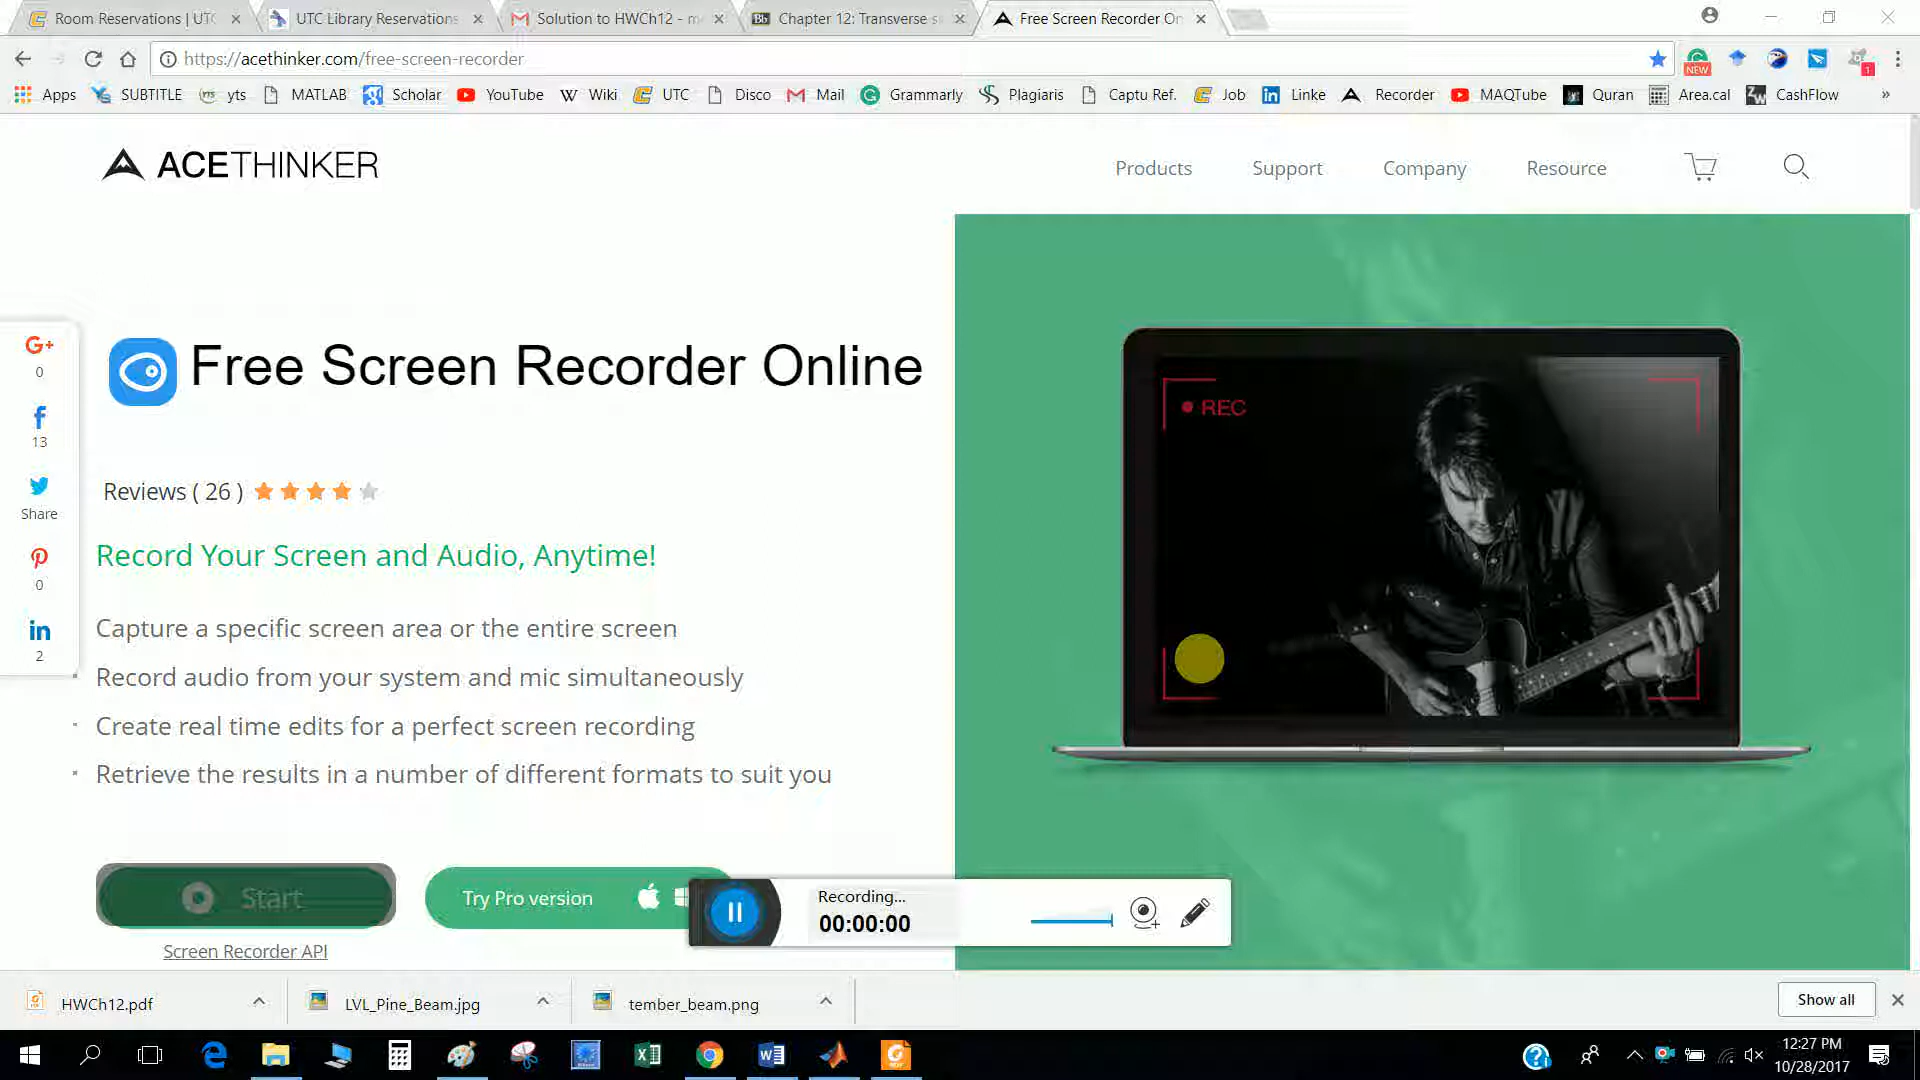 Room Reservations | UTC
UTC Library Reservations
Solution to HWCh12 - m
Chapter 12: Transverse s
Free Screen Recorder On
https://acethinker.com/free-screen-recorder
NEW
1
Apps
SUBTITLE
yts
MATLAB
Scholar
YouTube
Wiki
UTC
Disco
Mail
Grammarly
Plagiaris
Captu Ref.
Job
Linke
Recorder
MAQTube
Quran
Area.cal
CashFlow
»
ACETHINKER
Products
Support
Company
Resource
G+
0
13
Share
0
in
2
Free Screen Recorder Online
Reviews ( 26 )
Record Your Screen and Audio, Anytime!
Capture a specific screen area or the entire screen
Record audio from your system and mic simultaneously
Create real time edits for a perfect screen recording
Retrieve the results in a number of different formats to suit you
REC
Start
Try Pro version
Screen Recorder API
Recording...
00:00:00
HWCh12.pdf
LVL_Pine_Beam.jpg
tember_beam.png
Show all
12:27 PM
10/28/2017